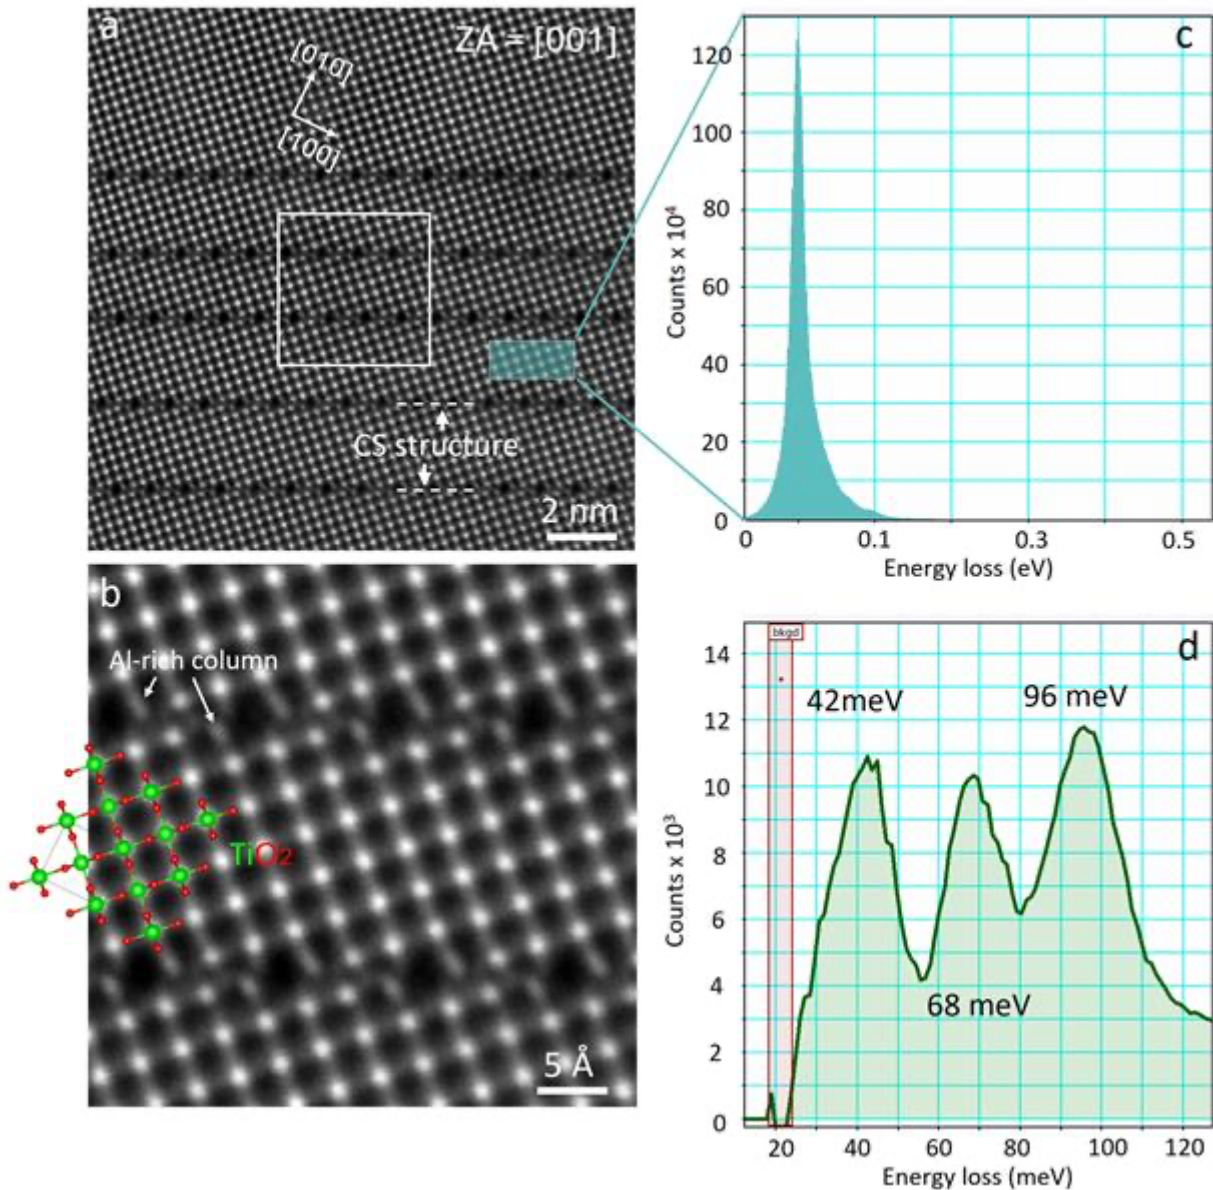 a
ZA = [001]
[010]
[100]
CS structure
2 nm
c
120
100
80
60
40
20
0
Counts x 10⁴
0 0.1 0.3 0.5
Energy loss (eV)
b
Al-rich column
TiO2
5 Å
d
bkgd
14
12
10
8
6
4
2
0
Counts x 10³
42meV
96 meV
68 meV
20 40 60 80 100 120
Energy loss (meV)